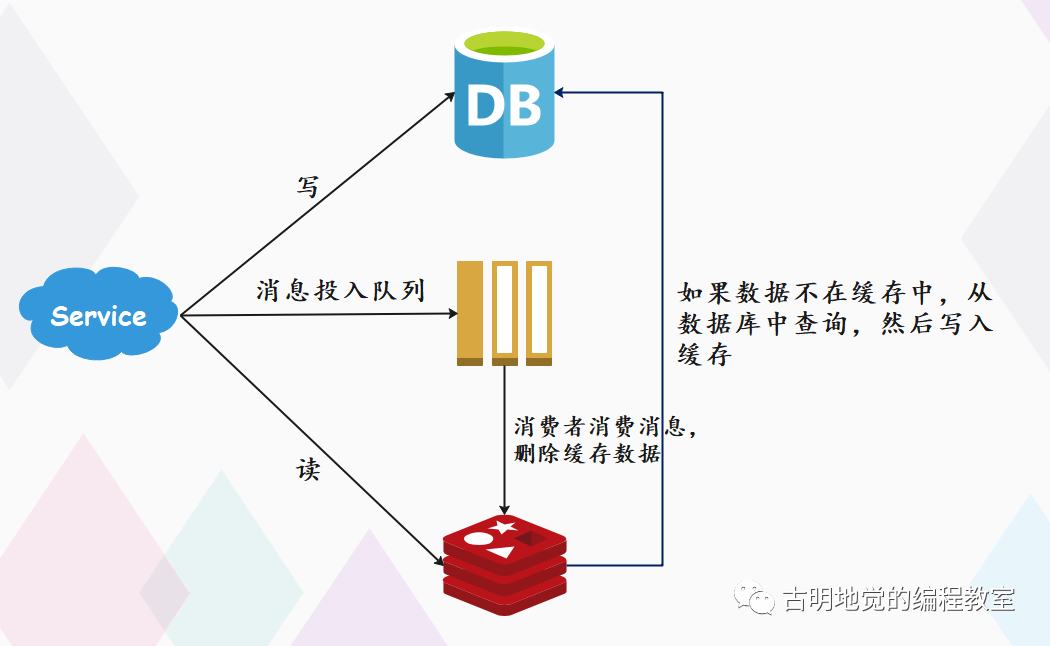 DB
写
Service
消息投入队列
如果数据不在缓存中，从
数据库中查询，然后写入
缓存
消费者消费消息，
删除缓存数据
读
古明地觉的编程教室